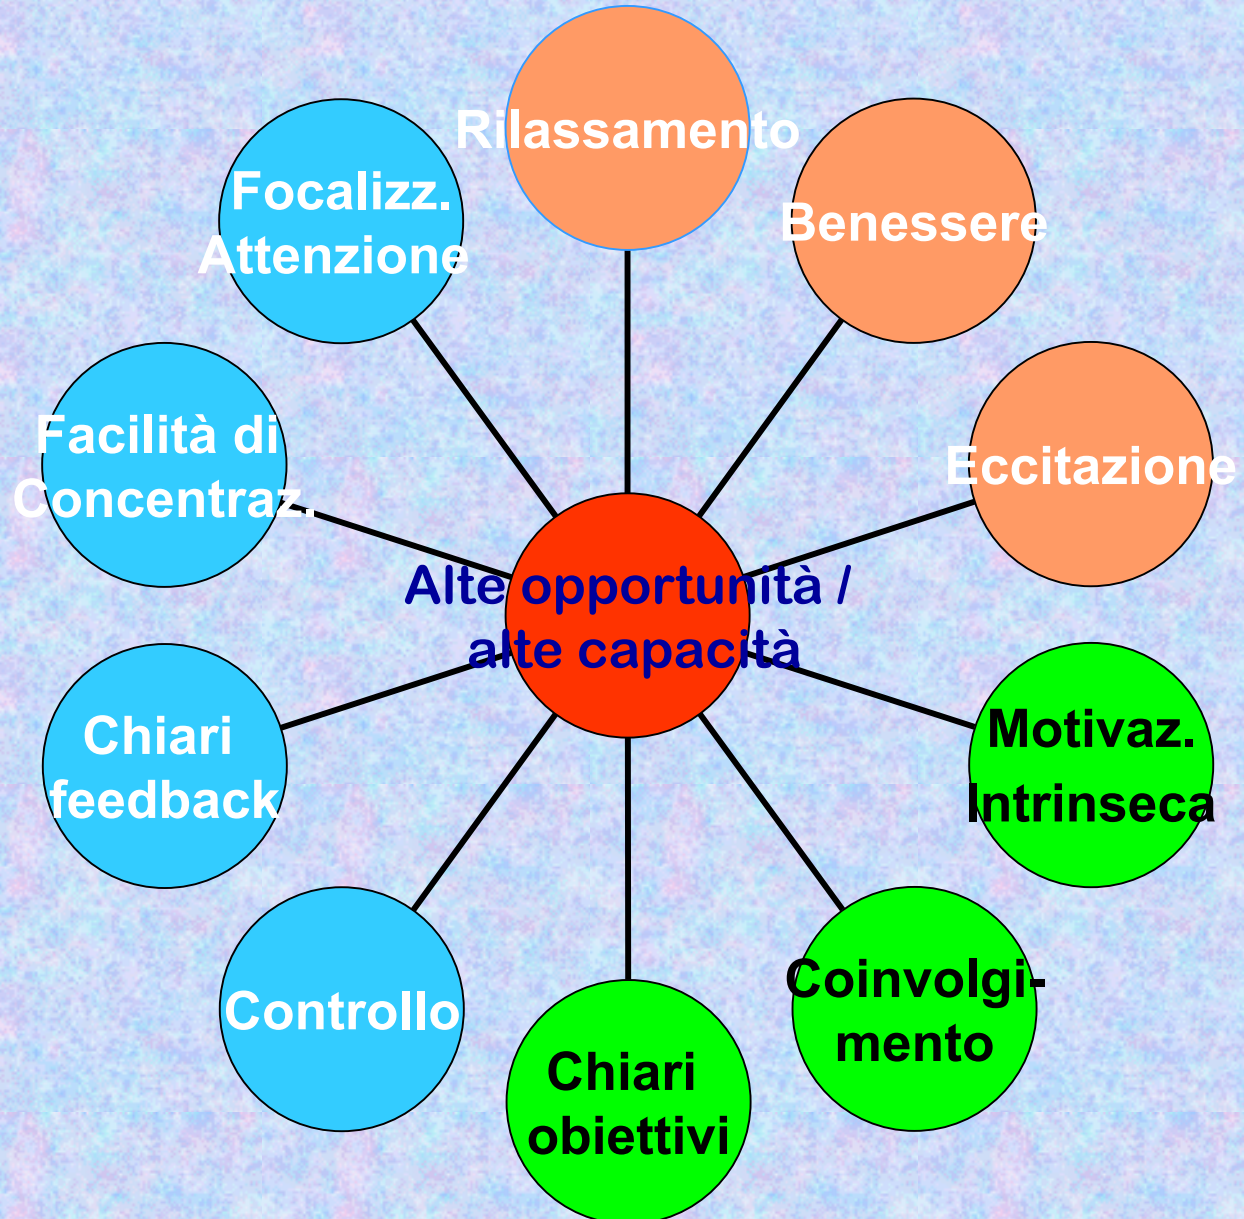 Rilassamento
Benessere
Eccitazione
Motivaz.
Intrinseca
Coinvolgi-
mento
Chiari
obiettivi
Controllo
Chiari
feedback
Facilità di
Concentraz.
Focalizz.
Attenzione
Alte opportunità /
alte capacità